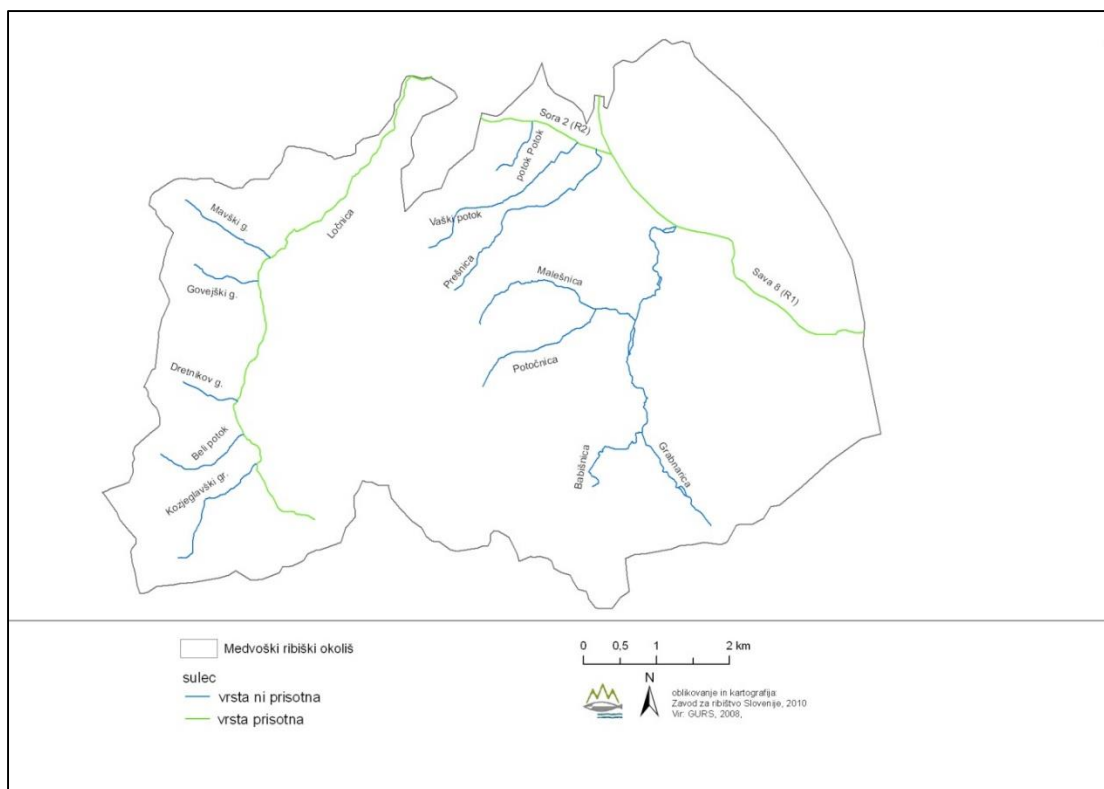 Sora 2 (R2)
potok Potok
Mavški g.
Ločnica
Vaški potok
Prešnica
Govejški g.
Malešnica
Sava 8 (R1)
Potočnica
Dretnikov g.
Beli potok
Babišnica
Grabnarica
Kozjeglavški gr.
Medvoški ribiški okoliš
sulec
vrsta ni prisotna
vrsta prisotna
0 0,5 1 2 km
N
oblikovanje in kartografija:
Zavod za ribištvo Slovenije, 2010
Vir: GURS, 2008,